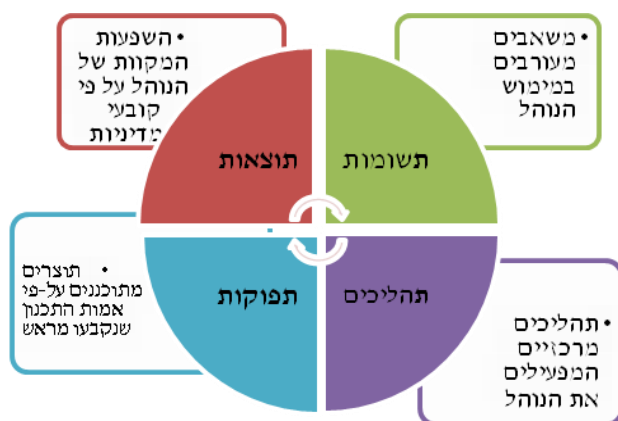 • משאבים
מעורבים
במימוש
הנוהל
תשומות
• תהליכים
מרכזיים
המפעילים
את הנוהל
תהליכים
• תוצרים
מתוכננים על-פי
אמות התכנון
שנקבעו מראש
תפוקות
• השפעות
המקוות של
הנוהל על פי
קובעי
מדיניות
תוצאות